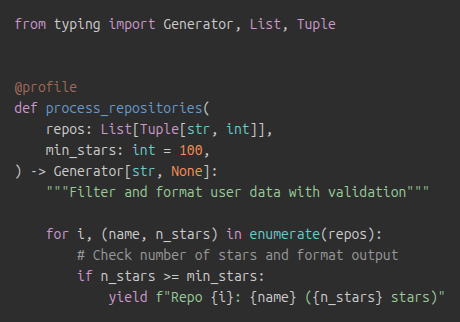 from typing import Generator, List, Tuple
@profile
def process_repositories(
    repos: List[Tuple[str, int]],
    min_stars: int = 100,
) -> Generator[str, None]:
    """Filter and format user data with validation"""
    for i, (name, n_stars) in enumerate(repos):
        # Check number of stars and format output
        if n_stars >= min_stars:
            yield f"Repo {i}: {name} ({n_stars} stars)"